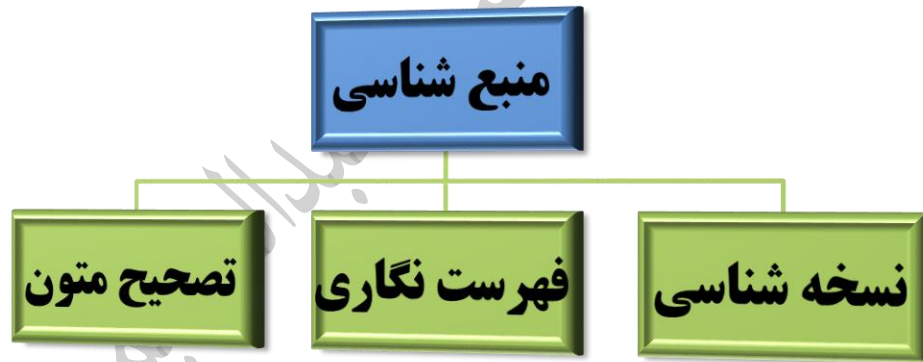 منبع شناسی
نسخه شناسی
فهرست نگاری
تصحیح متون